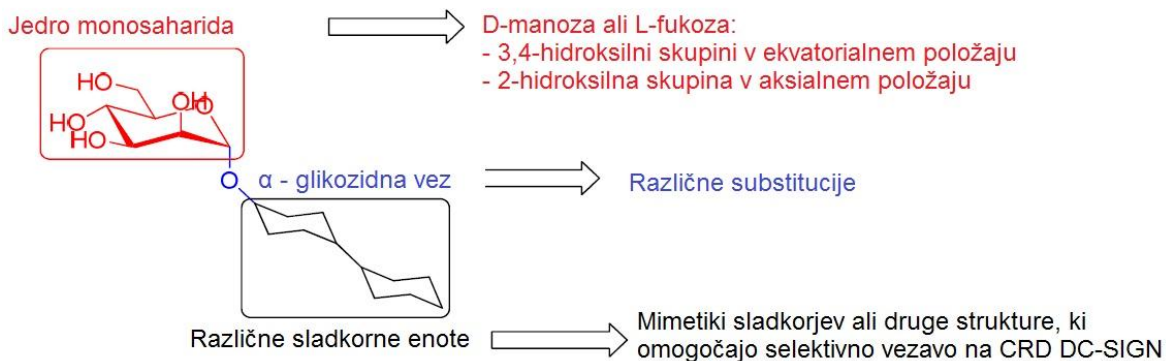 Jedro monosaharida
D-manoza ali L-fukoza:
- 3,4-hidroksilni skupini v ekvatorialnem položaju
- 2-hidroksilna skupina v aksialnem položaju
HO
OH
O
HO
HO
O
α - glikozidna vez
Različne substitucije
Različne sladkorne enote
Mimetiki sladkorjev ali druge strukture, ki
omogočajo selektivno vezavo na CRD DC-SIGN